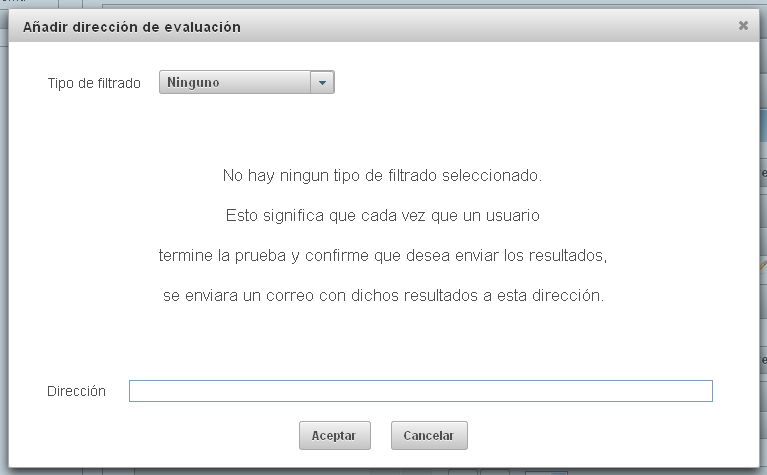 Añadir dirección de evaluación
Tipo de filtrado
Ninguno
No hay ningun tipo de filtrado seleccionado.
Esto significa que cada vez que un usuario
termine la prueba y confirme que desea enviar los resultados,
se enviara un correo con dichos resultados a esta dirección.
Dirección
Aceptar
Cancelar